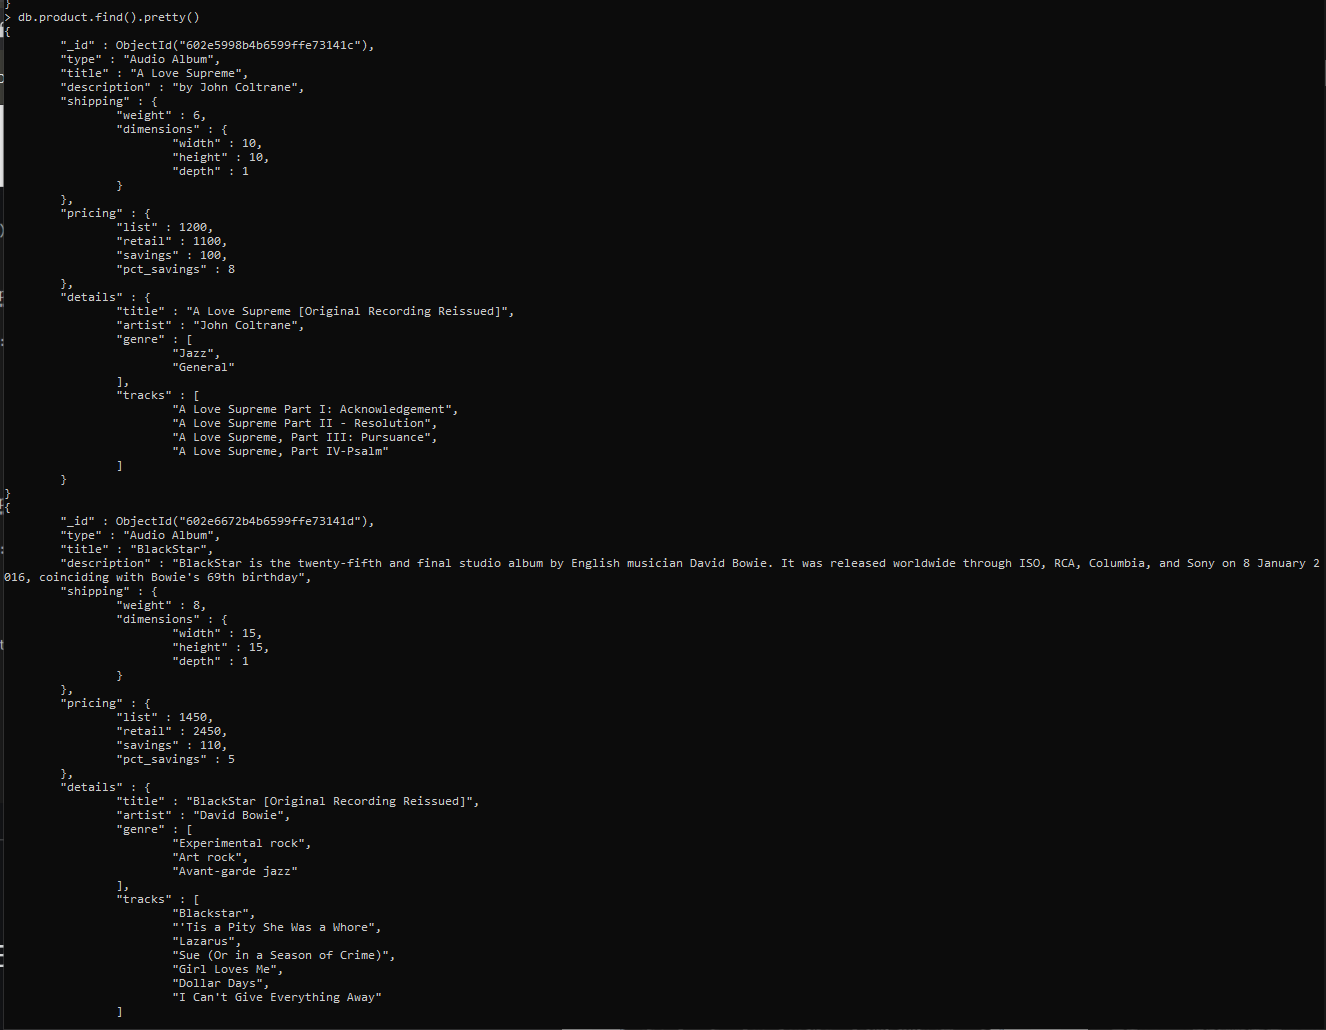 }
> db.product.find().pretty()
{
"_id" : ObjectId("602e5998b4b6599ffe73141c"),
"type" : "Audio Album",
"title" : "A Love Supreme",
"description" : "by John Coltrane",
"shipping" : {
"weight" : 6,
"dimensions" : {
"width" : 10,
"height" : 10,
"depth" : 1
}
},
"pricing" : {
"list" : 1200,
"retail" : 1100,
"savings" : 100,
"pct_savings" : 8
},
"details" : {
"title" : "A Love Supreme [Original Recording Reissued]",
"artist" : "John Coltrane",
"genre" : [
"Jazz",
"General"
],
"tracks" : [
"A Love Supreme Part I: Acknowledgement",
"A Love Supreme Part II - Resolution",
"A Love Supreme, Part III: Pursuance",
"A Love Supreme, Part IV-Psalm"
]
}
}
{
"_id" : ObjectId("602e6672b4b6599ffe73141d"),
"type" : "Audio Album",
"title" : "BlackStar",
"description" : "BlackStar is the twenty-fifth and final studio album by English musician David Bowie. It was released worldwide through ISO, RCA, Columbia, and Sony on 8 January 2
016, coinciding with Bowie's 69th birthday",
"shipping" : {
"weight" : 8,
"dimensions" : {
"width" : 15,
"height" : 15,
"depth" : 1
}
},
"pricing" : {
"list" : 1450,
"retail" : 2450,
"savings" : 110,
"pct_savings" : 5
},
"details" : {
"title" : "BlackStar [Original Recording Reissued]",
"artist" : "David Bowie",
"genre" : [
"Experimental rock",
"Art rock",
"Avant-garde jazz"
],
"tracks" : [
"Blackstar",
"'Tis a Pity She Was a Whore",
"Lazarus",
"Sue (Or in a Season of Crime)",
"Girl Loves Me",
"Dollar Days",
"I Can't Give Everything Away"
]